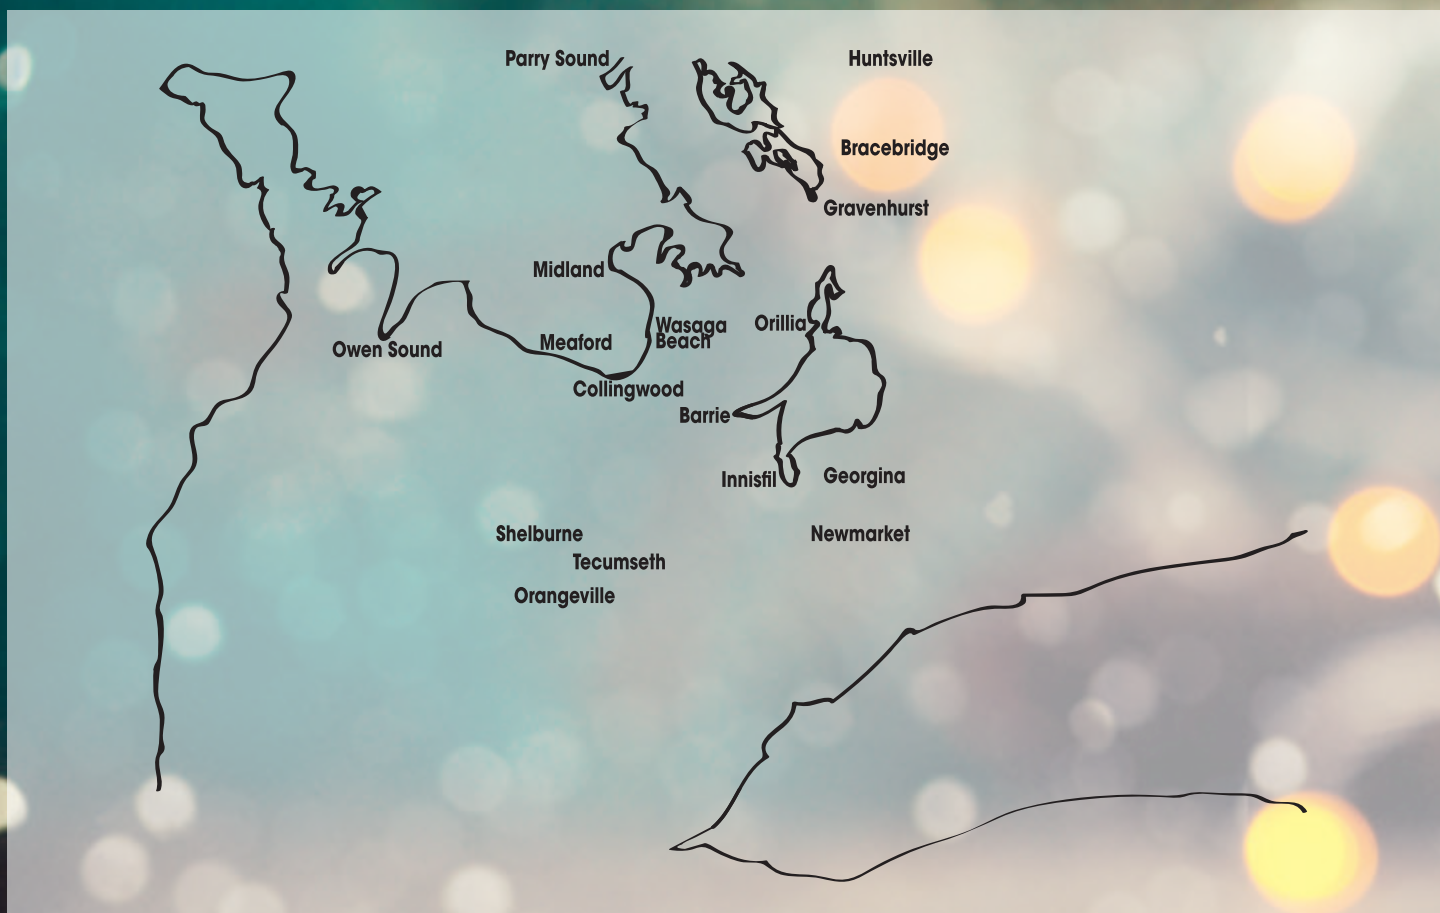 Parry Sound
Huntsville
Bracebridge
Gravenhurst
Midland
Wasaga
Beach
Orillia
Meaford
Owen Sound
Collingwood
Barrie
Innisfil
Georgina
Shelburne
Newmarket
Tecumseth
Orangeville